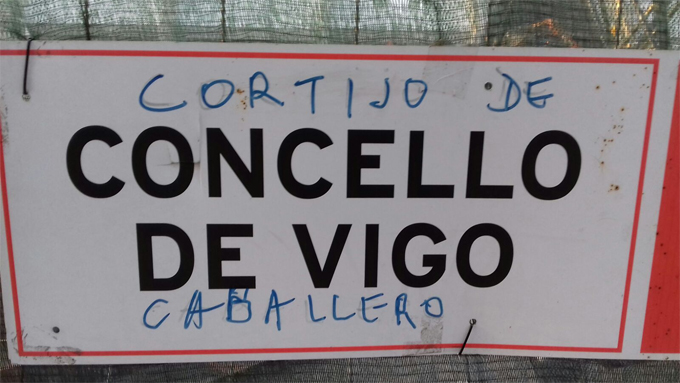 CORTIJO DE
CONCELLO
DE VIGO
CABALLERO